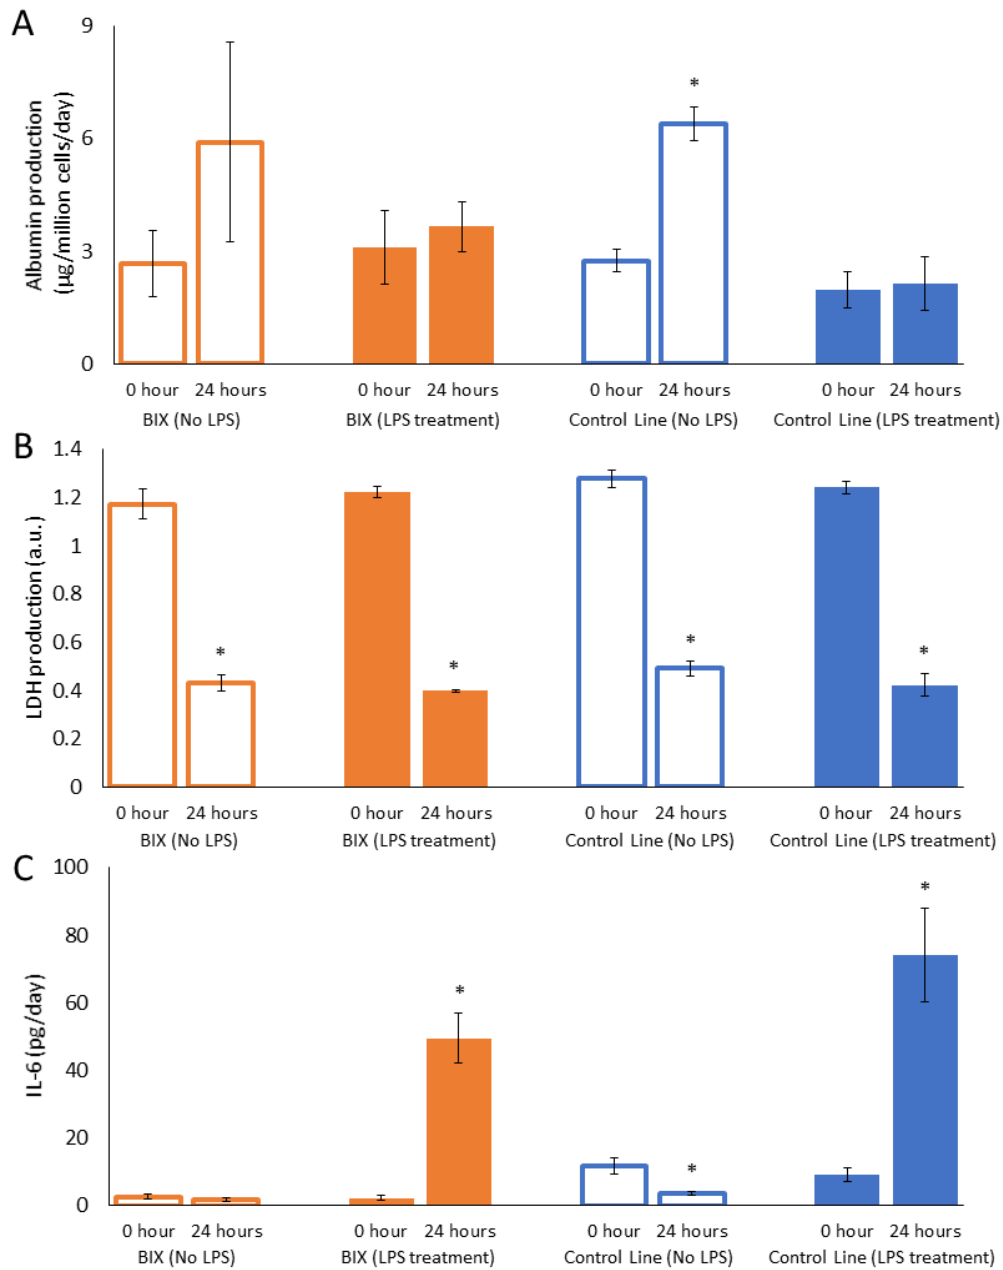 A
Albumin production
(µg/million cells/day)
9
6
3
0
*
0 hour 24 hours 0 hour 24 hours 0 hour 24 hours 0 hour 24 hours
BIX (No LPS) BIX (LPS treatment) Control Line (No LPS) Control Line (LPS treatment)
B
LDH production (a.u.)
1.4
1.2
1
0.8
0.6
0.4
0.2
0
* * * *
0 hour 24 hours 0 hour 24 hours 0 hour 24 hours 0 hour 24 hours
BIX (No LPS) BIX (LPS treatment) Control Line (No LPS) Control Line (LPS treatment)
C
IL-6 (pg/day)
100
80
60
40
20
0
* * *
0 hour 24 hours 0 hour 24 hours 0 hour 24 hours 0 hour 24 hours
BIX (No LPS) BIX (LPS treatment) Control Line (No LPS) Control Line (LPS treatment)